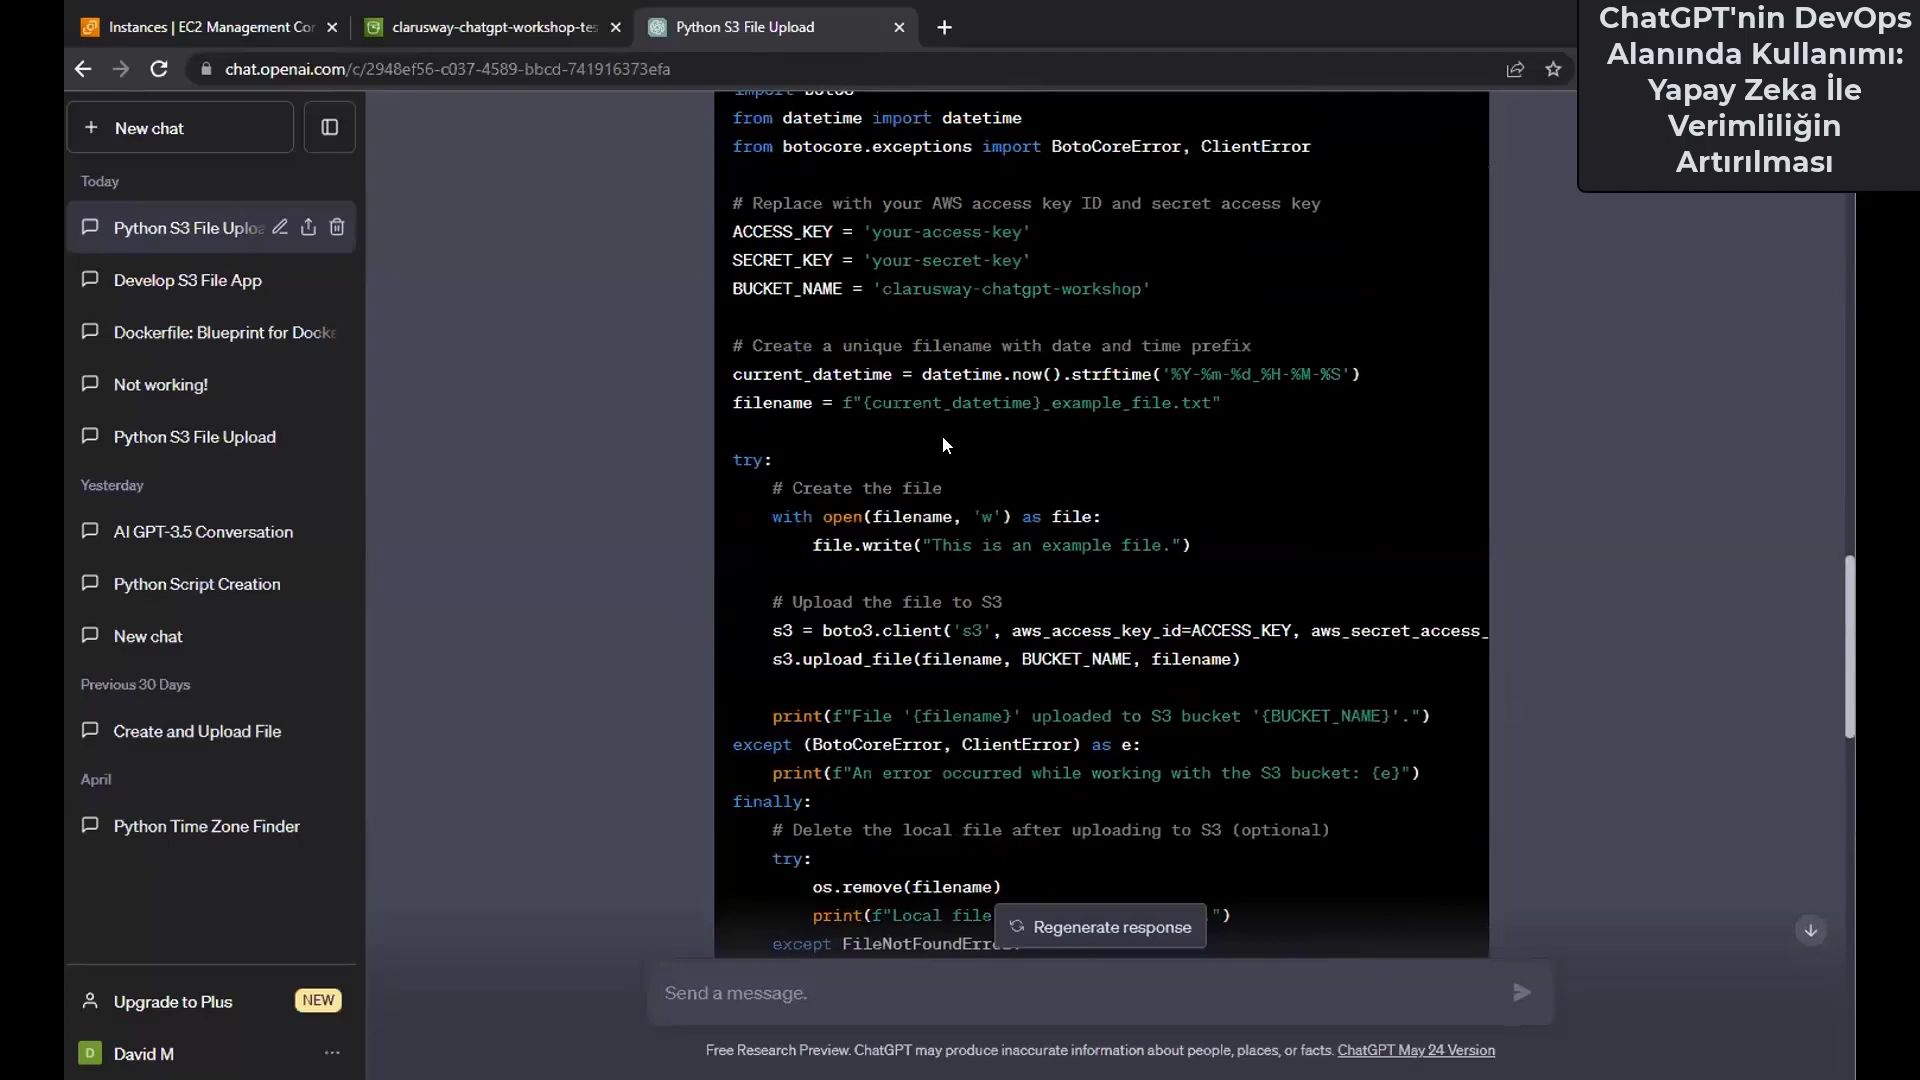 Instances | EC2 Management Cor
clarusway-chatgpt-workshop-tes
Python S3 File Upload
chat.openai.com/c/2948ef56-c037-4589-bbcd-741916373efa
ChatGPT'nin DevOps
Alanında Kullanımı:
Yapay Zeka İle
Verimliliğin
Artırılması
New chat
Today
Python S3 File Uploa
Develop S3 File App
Dockerfile: Blueprint for Docke
Not working!
Python S3 File Upload
Yesterday
AI GPT-3.5 Conversation
Python Script Creation
New chat
Previous 30 Days
Create and Upload File
April
Python Time Zone Finder
Upgrade to Plus
NEW
D
David M
import boto3
from datetime import datetime
from botocore.exceptions import BotoCoreError, ClientError
# Replace with your AWS access key ID and secret access key
ACCESS_KEY = 'your-access-key'
SECRET_KEY = 'your-secret-key'
BUCKET_NAME = 'clarusway-chatgpt-workshop'
# Create a unique filename with date and time prefix
current_datetime = datetime.now().strftime('%Y-%m-%d_%H-%M-%S')
filename = f"{current_datetime}_example_file.txt"
try:
# Create the file
with open(filename, 'w') as file:
file.write("This is an example file.")
# Upload the file to S3
s3 = boto3.client('s3', aws_access_key_id=ACCESS_KEY, aws_secret_access_
s3.upload_file(filename, BUCKET_NAME, filename)
print(f"File '{filename}' uploaded to S3 bucket '{BUCKET_NAME}'.")
except (BotoCoreError, ClientError) as e:
print(f"An error occurred while working with the S3 bucket: {e}")
finally:
# Delete the local file after uploading to S3 (optional)
try:
os.remove(filename)
print(f"Local file .")
except FileNotFoundErro
Regenerate response
Send a message.
Free Research Preview. ChatGPT may produce inaccurate information about people, places, or facts. ChatGPT May 24 Version